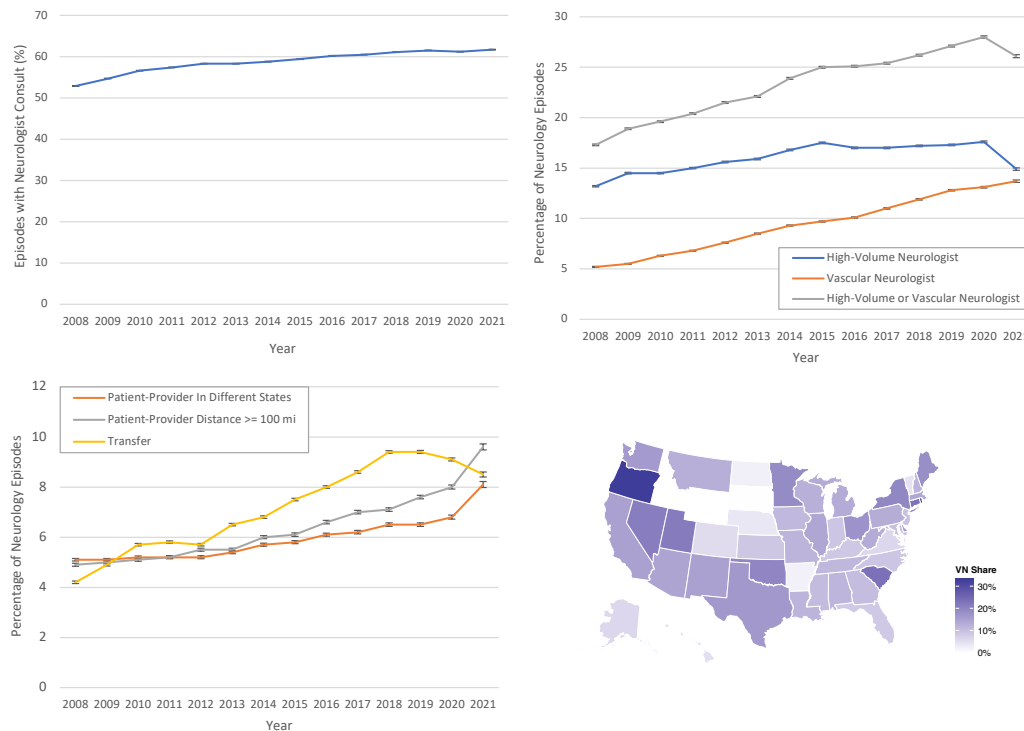 70
60
50
40
30
20
10
0
Episodes with Neurologist Consult (%)
2008 2009 2010 2011 2012 2013 2014 2015 2016 2017 2018 2019 2020 2021
Year
30
25
20
15
10
5
0
Percentage of Neurology Episodes
High-Volume Neurologist
Vascular Neurologist
High-Volume or Vascular Neurologist
2008 2009 2010 2011 2012 2013 2014 2015 2016 2017 2018 2019 2020 2021
Year
12
10
8
6
4
2
0
Percentage of Neurology Episodes
Patient-Provider In Different States
Patient-Provider Distance >= 100 mi
Transfer
2008 2009 2010 2011 2012 2013 2014 2015 2016 2017 2018 2019 2020 2021
Year
VN Share
30%
20%
10%
0%